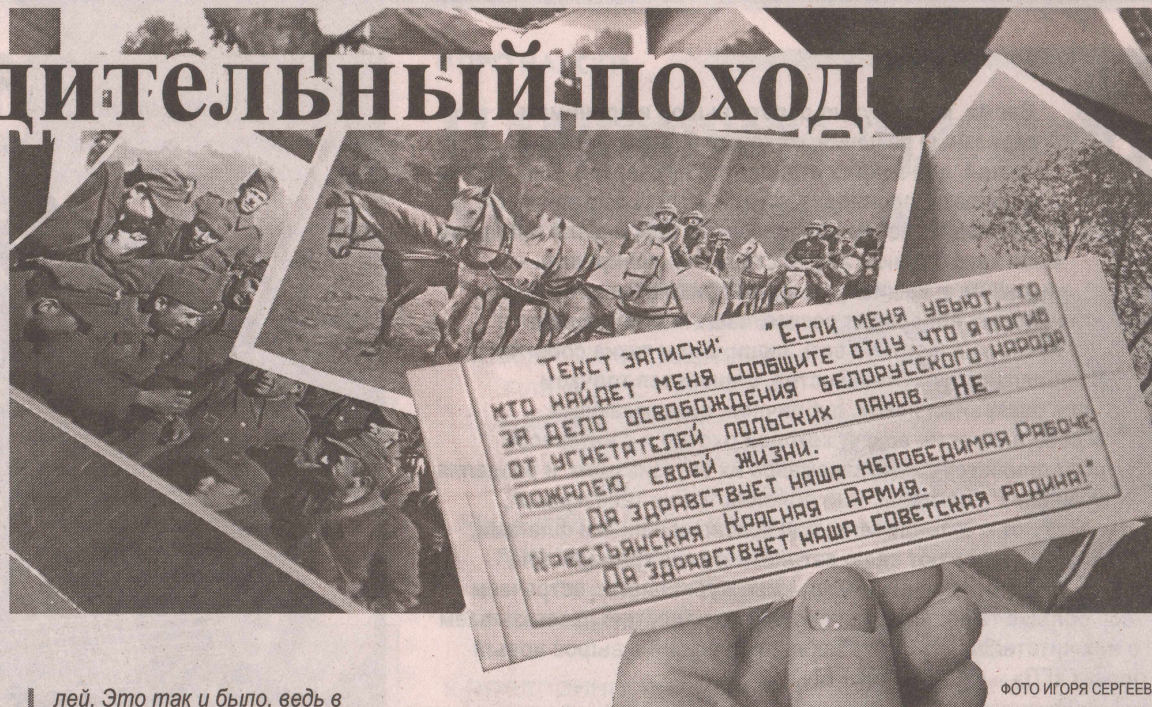 дительный поход
Текст записки: "Если меня убьют, то
кто найдет меня сообщите отцу что я погив
за дело освобождения белорусского народа
от угнетателей польских панов. Не
пожалею своей жизни.
Да здравствует наша непобедимая Рабоче-
Крестьянская Красная Армия.
Да здравствует наша советская родина!"
лей. Это так и было, ведь в
ФОТО ИГОРЯ СЕРГЕЕВ